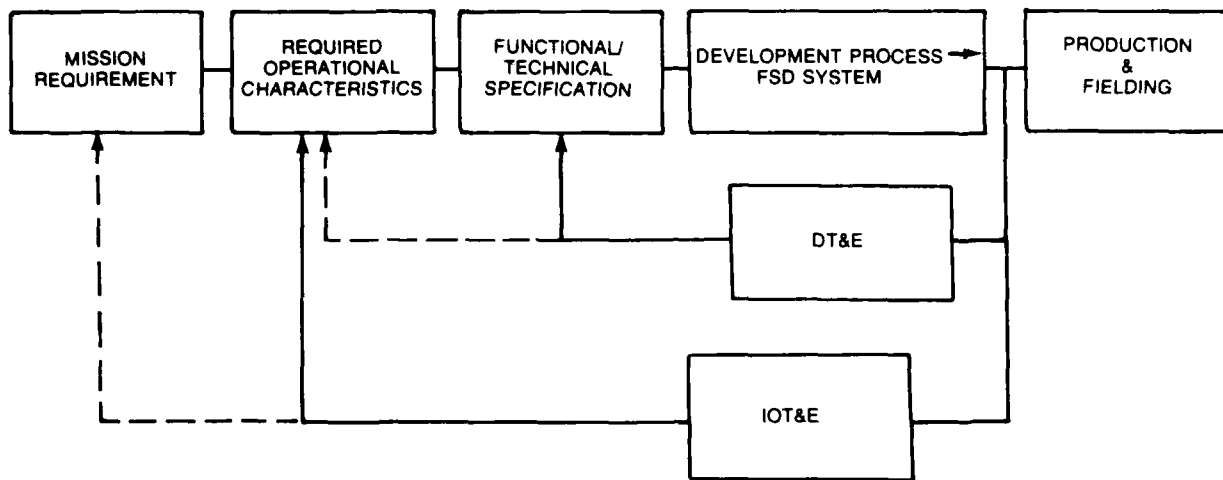 MISSION
REQUIREMENT
REQUIRED
OPERATIONAL
CHARACTERISTICS
FUNCTIONAL/
TECHNICAL
SPECIFICATION
DEVELOPMENT PROCESS
FSD SYSTEM
PRODUCTION
&
FIELDING
DT&E
IOT&E